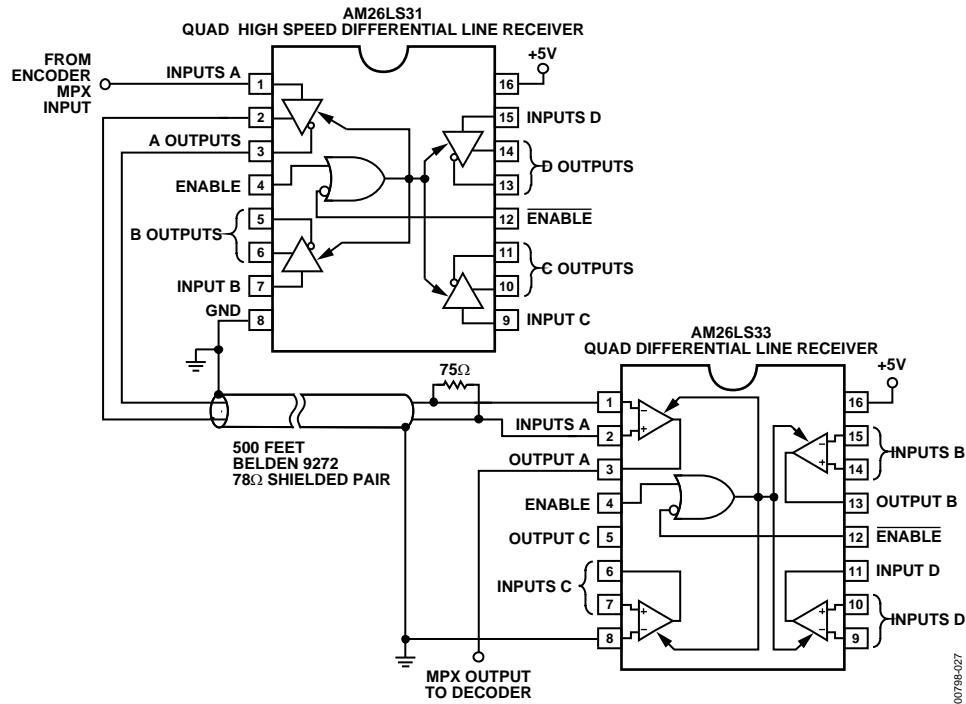 AM26LS31
QUAD HIGH SPEED DIFFERENTIAL LINE RECEIVER
FROM
ENCODER
MPX
INPUT
INPUTS A
A OUTPUTS
ENABLE
B OUTPUTS
INPUT B
GND
1
2
3
4
5
6
7
8
+5V
16
15
14
13
12
11
10
9
INPUTS D
D OUTPUTS
ENABLE
C OUTPUTS
INPUT C
75Ω
500 FEET
BELDEN 9272
78Ω SHIELDED PAIR
AM26LS33
QUAD DIFFERENTIAL LINE RECEIVER
INPUTS A
OUTPUT A
ENABLE
OUTPUT C
INPUTS C
1
2
3
4
5
6
7
8
–
+
+
–
–
+
+
–
+5V
16
15
14
13
12
11
10
9
INPUTS B
OUTPUT B
ENABLE
INPUT D
INPUTS D
MPX OUTPUT
TO DECODER
00798-027